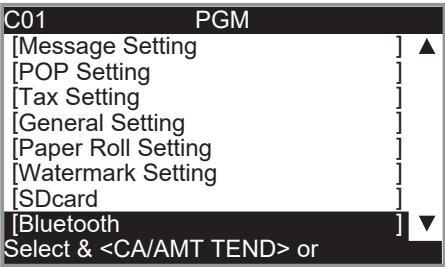 C01 PGM
[Message Setting ] ▲
[POP Setting ]
[Tax Setting ]
[General Setting ]
[Paper Roll Setting ]
[Watermark Setting ]
[SDcard ]
[Bluetooth ] ▼
Select & <CA/AMT TEND> or